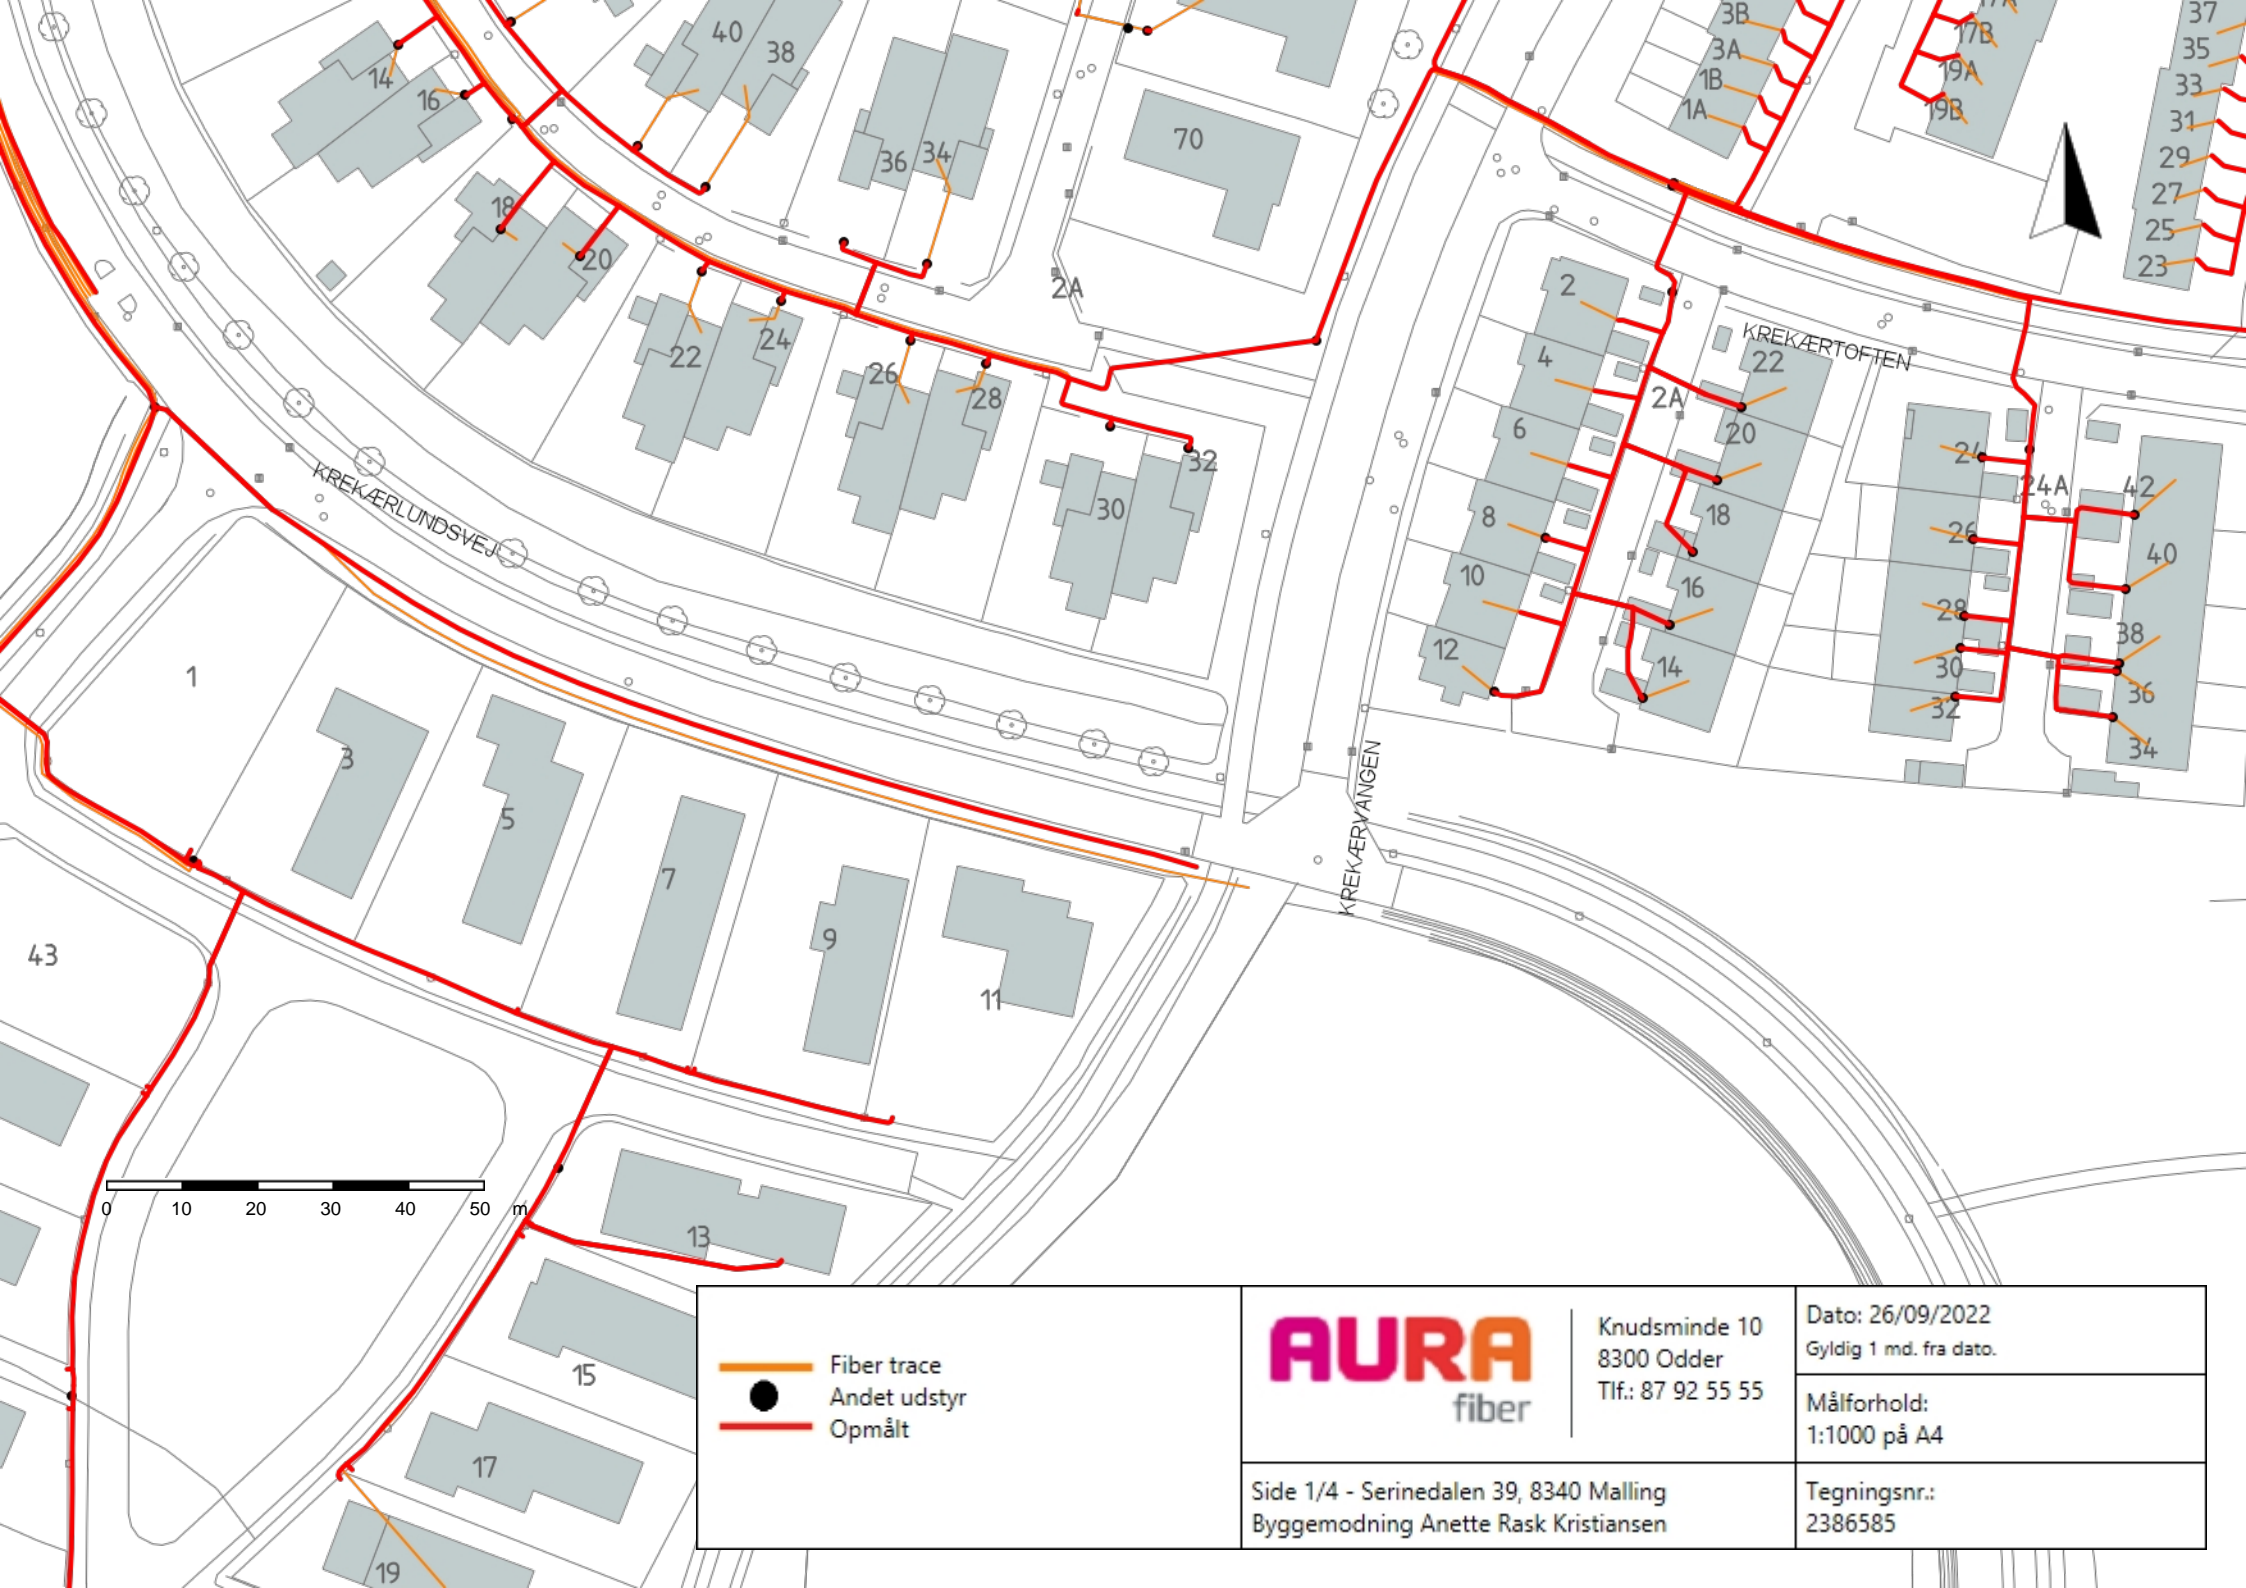 40
38
3B
17A
37
14
16
3A
17B
35
1B
19A
33
1A
19B
31
36
34
70
29
18
27
20
25
2A
23
2
KREKÆRTOFTEN
22
24
4
22
26
28
2A
6
20
32
24
24A
42
KREKÆRLUNDSVEJ
30
8
18
26
40
10
16
28
38
12
14
30
36
1
32
34
3
5
KREKÆRVANGEN
7
9
43
11
0 10 20 30 40 50 m
13
15
17
19
Fiber trace
Andet udstyr
Opmålt
AURA
fiber
Knudsminde 10
8300 Odder
Tlf.: 87 92 55 55
Dato: 26/09/2022
Gyldig 1 md. fra dato.
Målforhold:
1:1000 på A4
Side 1/4 - Serinedalen 39, 8340 Malling
Byggemodning Anette Rask Kristiansen
Tegningsnr.:
2386585